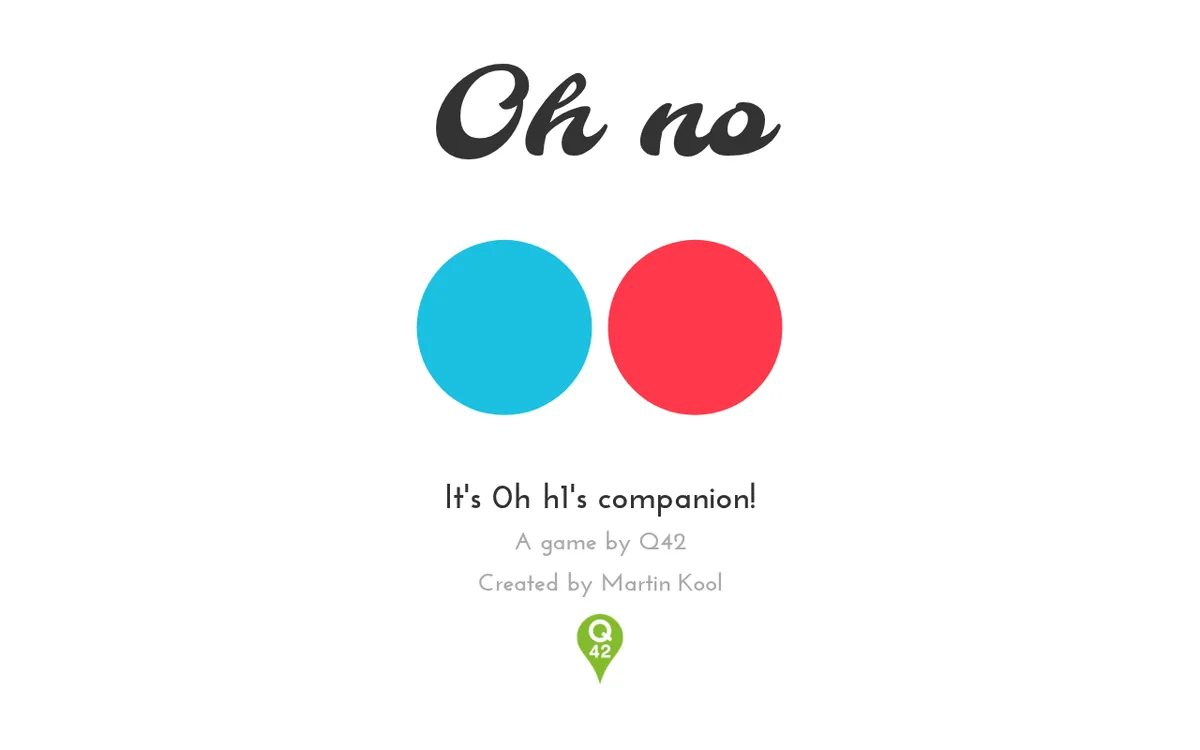 Oh no
It's 0h h1's companion!
A game by Q42
Created by Martin Kool
Q
42